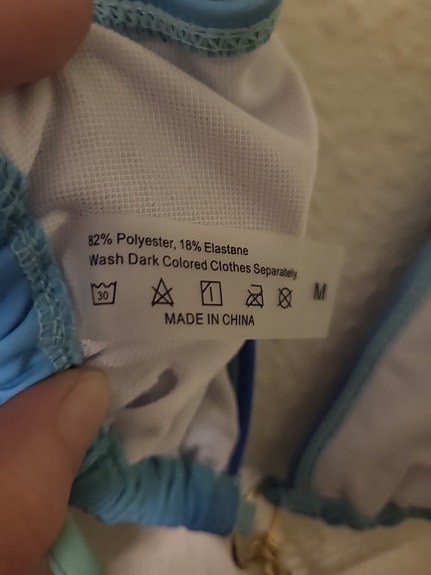 82% Polyester, 18% Elastane
Wash Dark Colored Clothes Separately
30
M
MADE IN CHINA